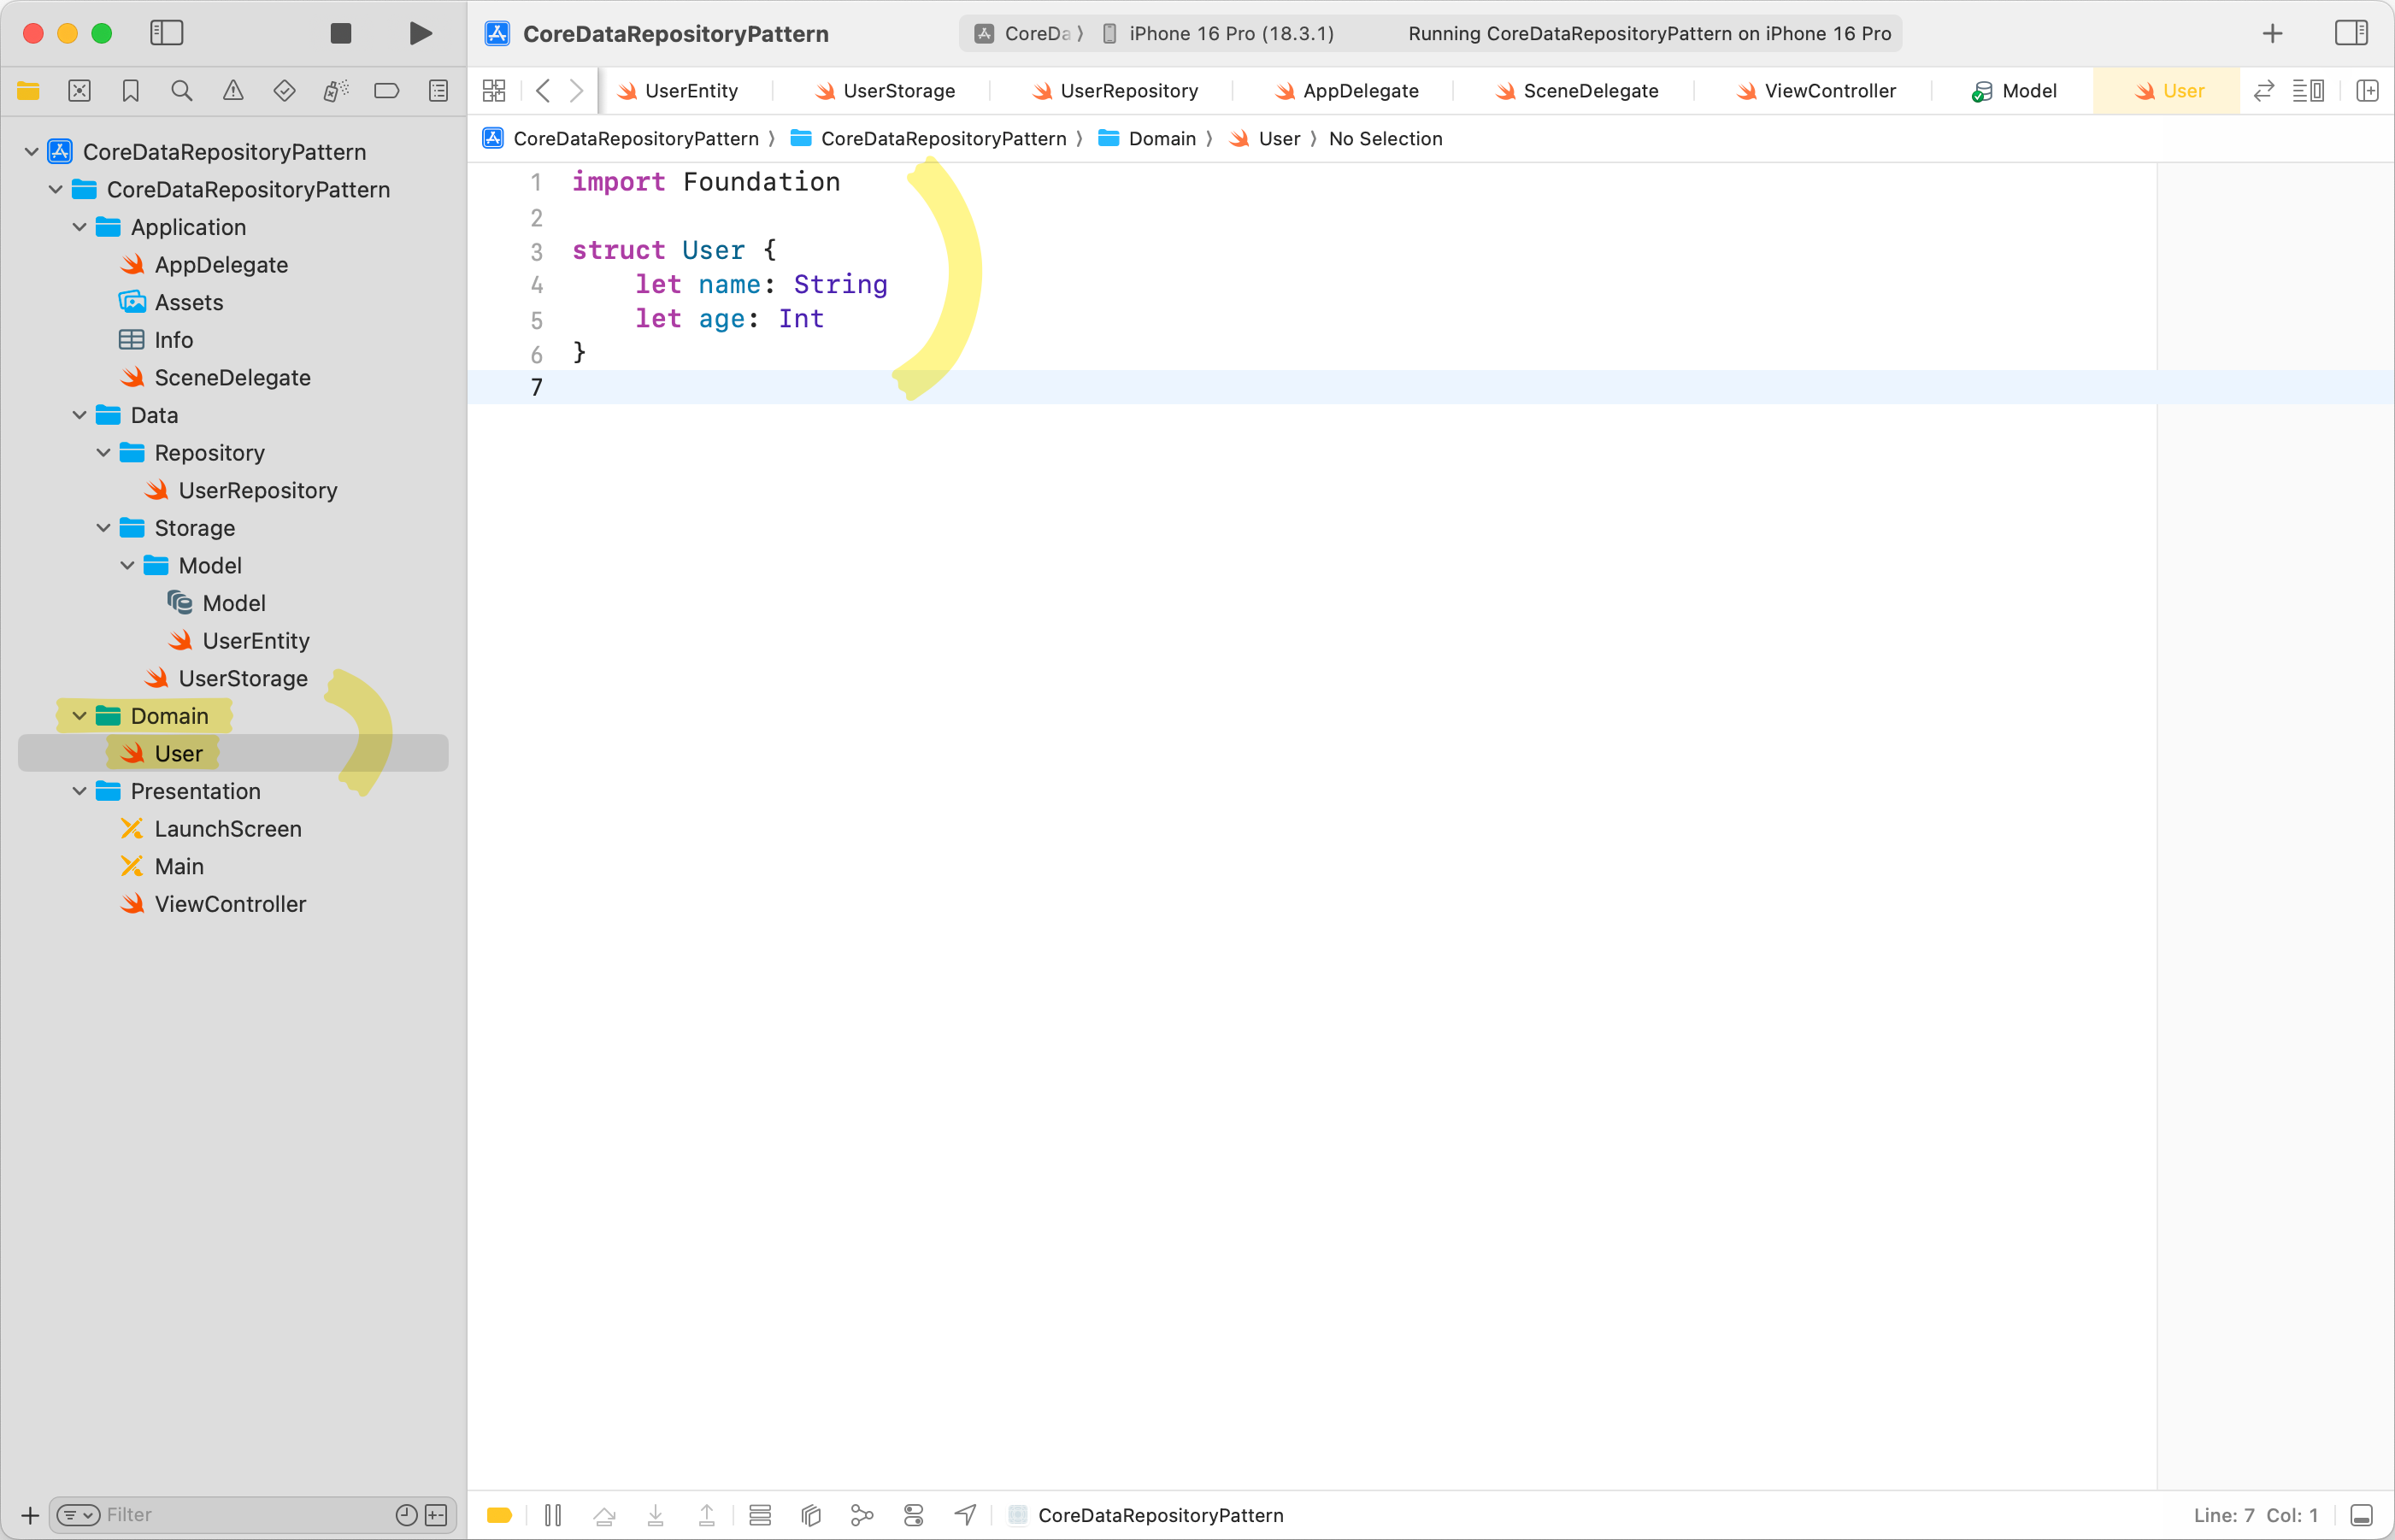 CoreDataRepositoryPattern
CoreDa
iPhone 16 Pro (18.3.1)
Running CoreDataRepositoryPattern on iPhone 16 Pro
UserEntity
UserStorage
UserRepository
AppDelegate
SceneDelegate
ViewController
Model
User
CoreDataRepositoryPattern 〉 CoreDataRepositoryPattern 〉 Domain 〉 User 〉 No Selection
CoreDataRepositoryPattern
CoreDataRepositoryPattern
Application
AppDelegate
Assets
Info
SceneDelegate
Data
Repository
UserRepository
Storage
Model
Model
UserEntity
UserStorage
Domain
User
Presentation
LaunchScreen
Main
ViewController
1 import Foundation
2
3 struct User {
4     let name: String
5     let age: Int
6 }
7
Filter
CoreDataRepositoryPattern
Line: 7 Col: 1